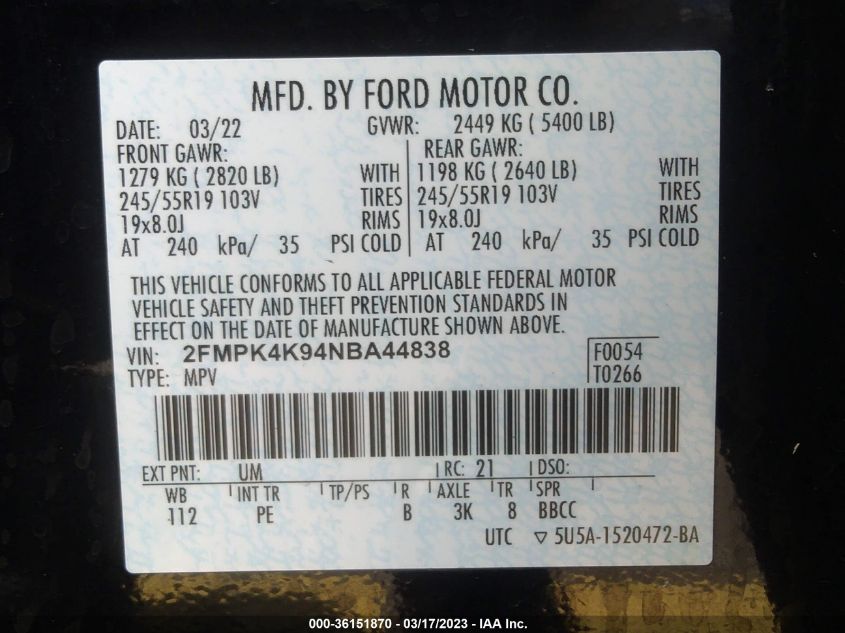 MFD. BY FORD MOTOR CO.
DATE: 03/22 GVWR: 2449 KG ( 5400 LB)
FRONT GAWR: REAR GAWR:
1279 KG ( 2820 LB) WITH 1198 KG ( 2640 LB) WITH
245/55R19 103V TIRES 245/55R19 103V TIRES
19x8.0J RIMS 19x8.0J RIMS
AT 240 kPa/ 35 PSI COLD AT 240 kPa/ 35 PSI COLD
THIS VEHICLE CONFORMS TO ALL APPLICABLE FEDERAL MOTOR
VEHICLE SAFETY AND THEFT PREVENTION STANDARDS IN
EFFECT ON THE DATE OF MANUFACTURE SHOWN ABOVE.
VIN: 2FMPK4K94NBA44838 F0054
TYPE: MPV T0266
EXT PNT: UM RC: 21 DSO:
WB INT TR TP/PS R AXLE TR SPR
112 PE B 3K 8 BBCC
UTC ▽ 5U5A-1520472-BA
000-36151870 - 03/17/2023 - IAA Inc.